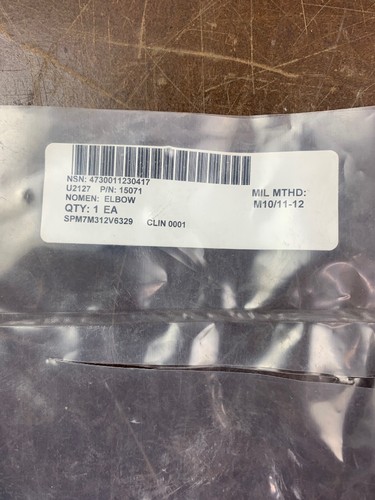 NSN: 4730011230417
U2127 P/N: 15071
NOMEN: ELBOW
QTY: 1 EA
SPM7M312V6329 CLIN 0001
MIL MTHD:
M10/11-12